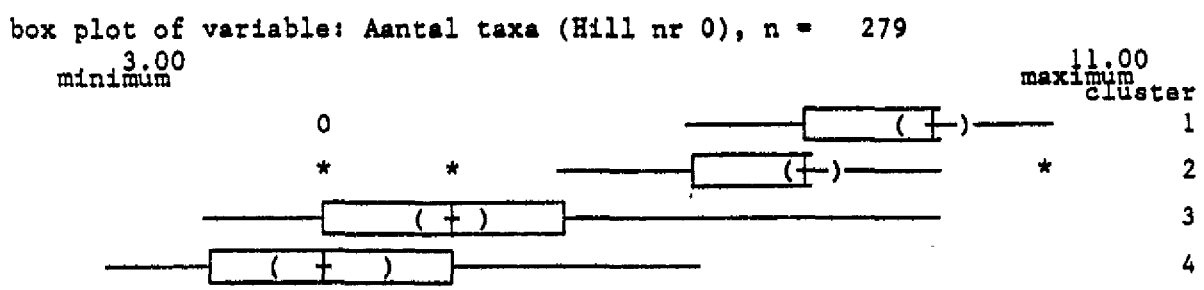 box plot of variable: Aantal taxa (Hill nr 0), n = 279
3.00 11.00
minimum maximum
cluster
0 ( + ) 1
* * ( + ) * 2
( + ) 3
( + ) 4